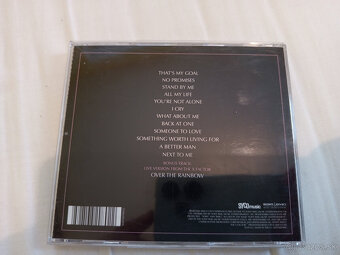 THAT'S MY GOAL
NO PROMISES
STAND BY ME
ALL MY LIFE
YOU'RE NOT ALONE
I CRY
WHAT ABOUT ME
BACK AT ONE
SOMEONE TO LOVE
SOMETHING WORTH LIVING FOR
A BETTER MAN
NEXT TO ME
BONUS TRACK
LIVE VERSION FROM THE X FACTOR
OVER THE RAINBOW
syco music